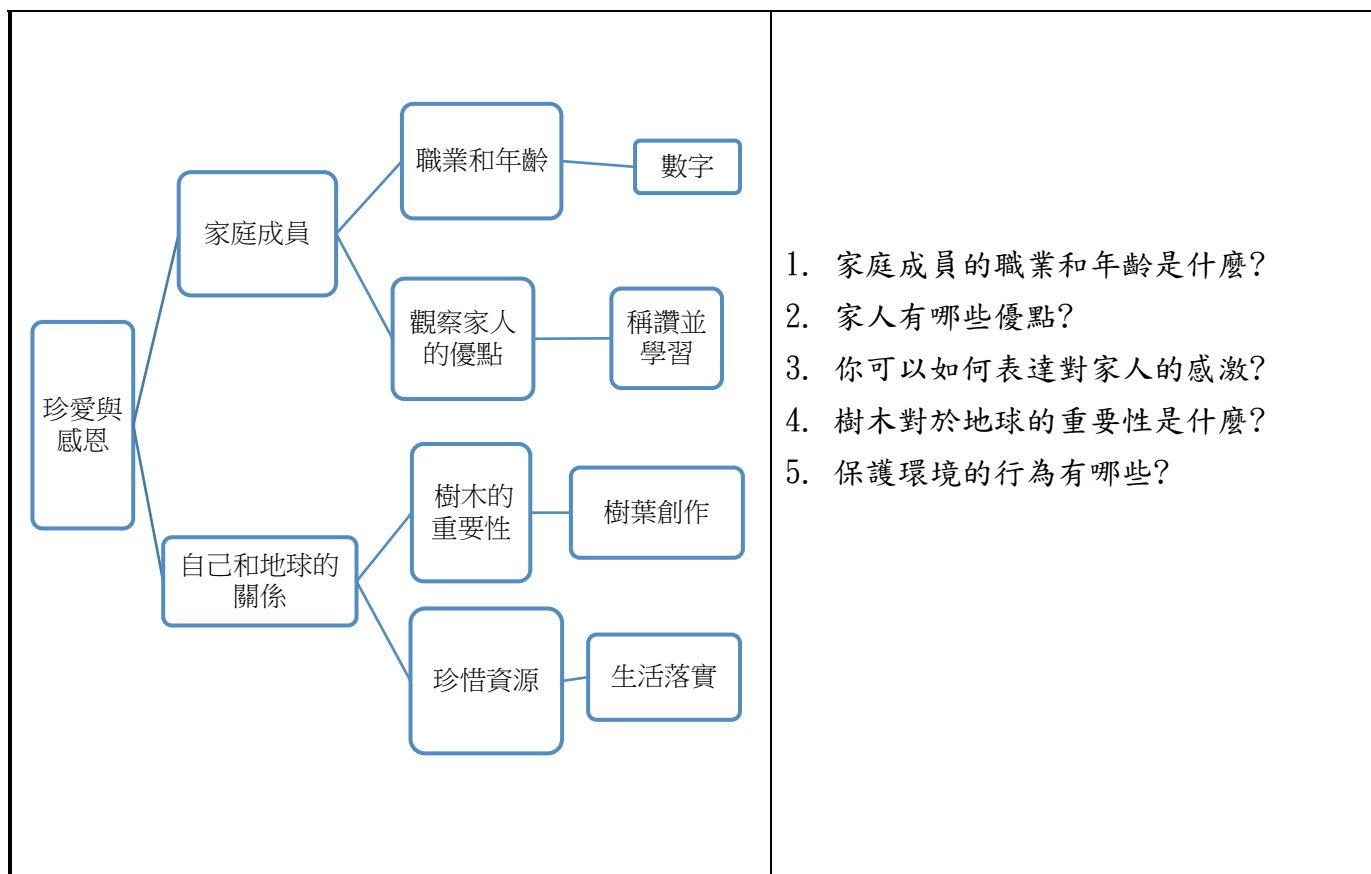 職業和年齡
數字
家庭成員
觀察家人
的優點
稱讚並
學習
珍愛與
感恩
樹木的
重要性
樹葉創作
自己和地球的
關係
珍惜資源
生活落實
1. 家庭成員的職業和年齡是什麼?
2. 家人有哪些優點?
3. 你可以如何表達對家人的感激?
4. 樹木對於地球的重要性是什麼?
5. 保護環境的行為有哪些?